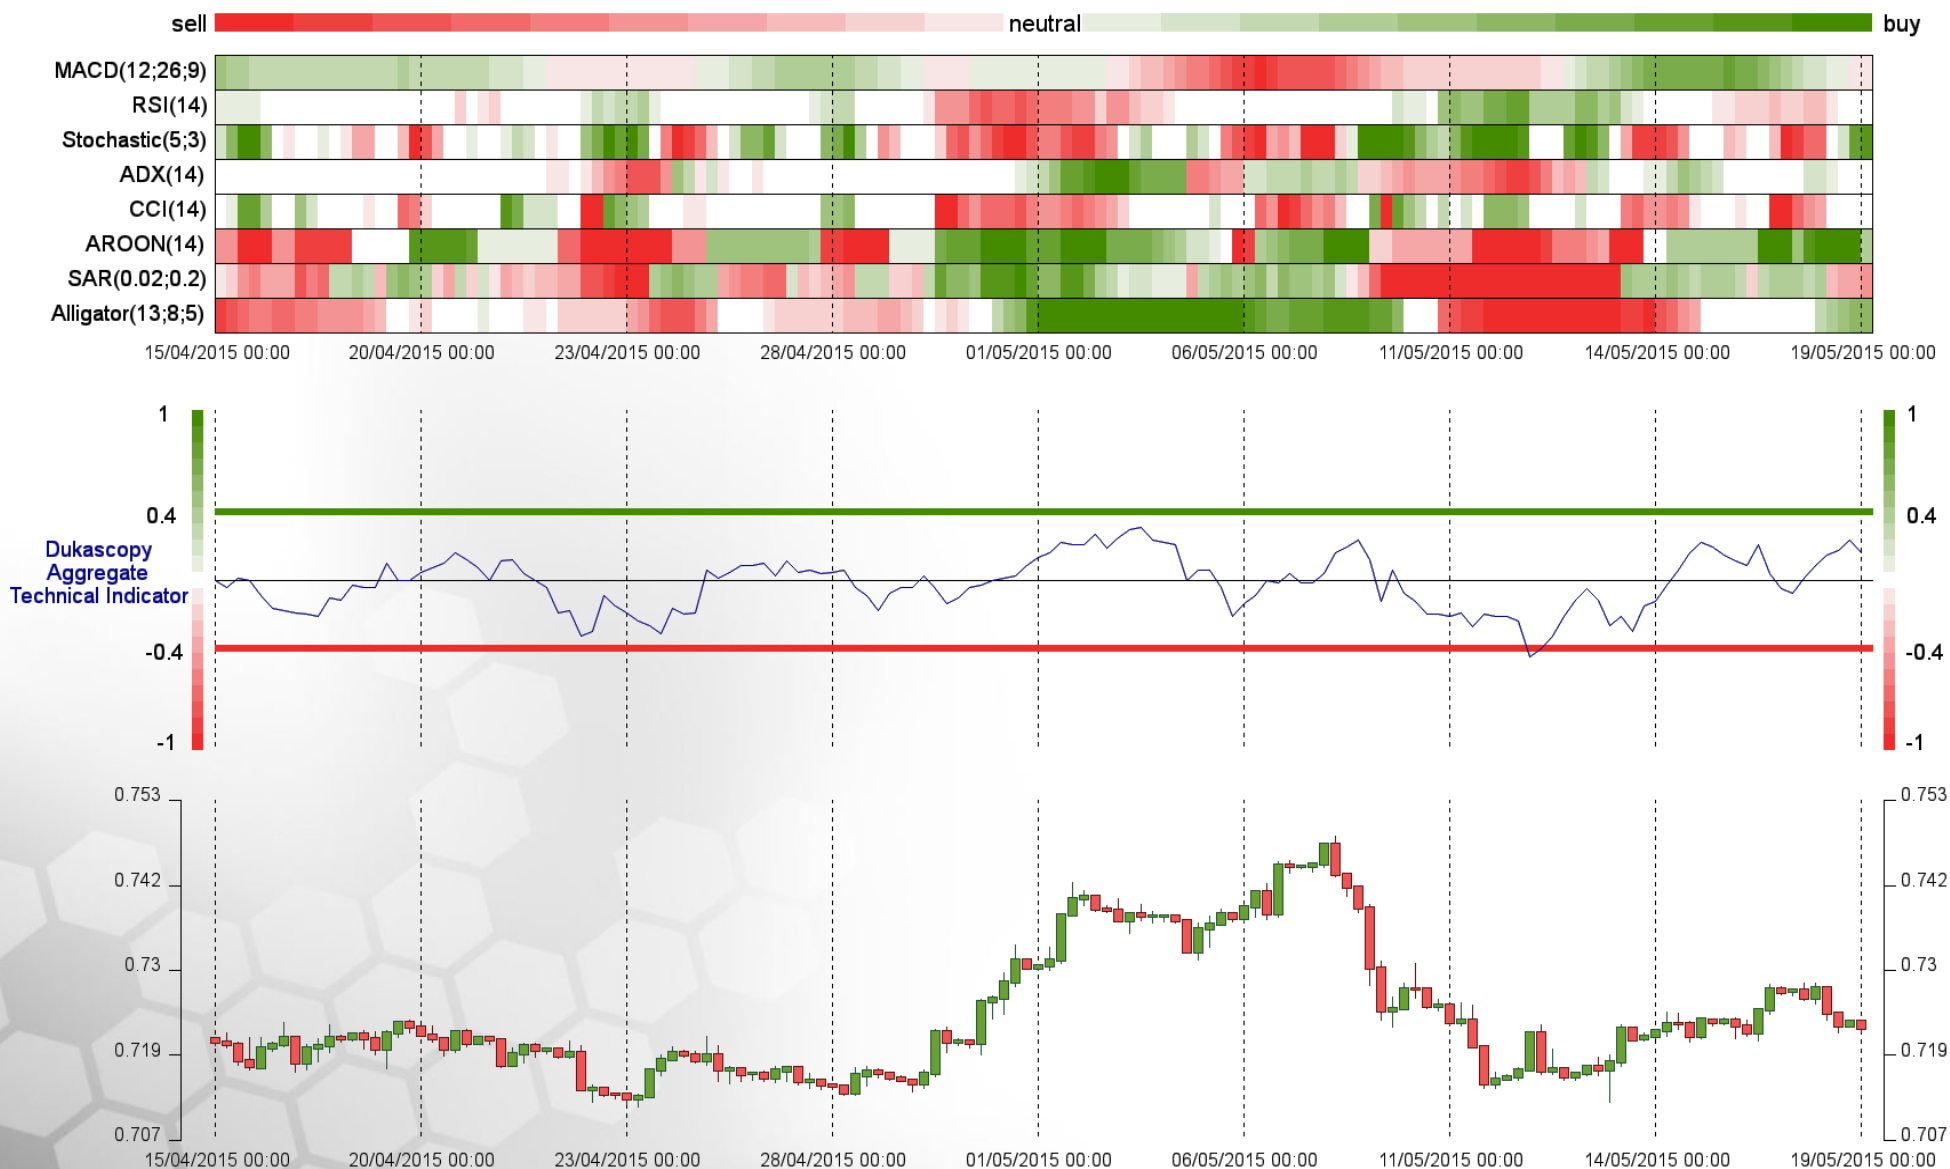 sell neutral buy
MACD(12;26;9)
RSI(14)
Stochastic(5;3)
ADX(14)
CCI(14)
AROON(14)
SAR(0.02;0.2)
Alligator(13;8;5)
15/04/2015 00:00 20/04/2015 00:00 23/04/2015 00:00 28/04/2015 00:00 01/05/2015 00:00 06/05/2015 00:00 11/05/2015 00:00 14/05/2015 00:00 19/05/2015 00:00
1 1
0.4 0.4
Dukascopy
Aggregate
Technical Indicator
-0.4 -0.4
-1 -1
0.753 0.753
0.742 0.742
0.73 0.73
0.719 0.719
0.707 0.707
15/04/2015 00:00 20/04/2015 00:00 23/04/2015 00:00 28/04/2015 00:00 01/05/2015 00:00 06/05/2015 00:00 11/05/2015 00:00 14/05/2015 00:00 19/05/2015 00:00